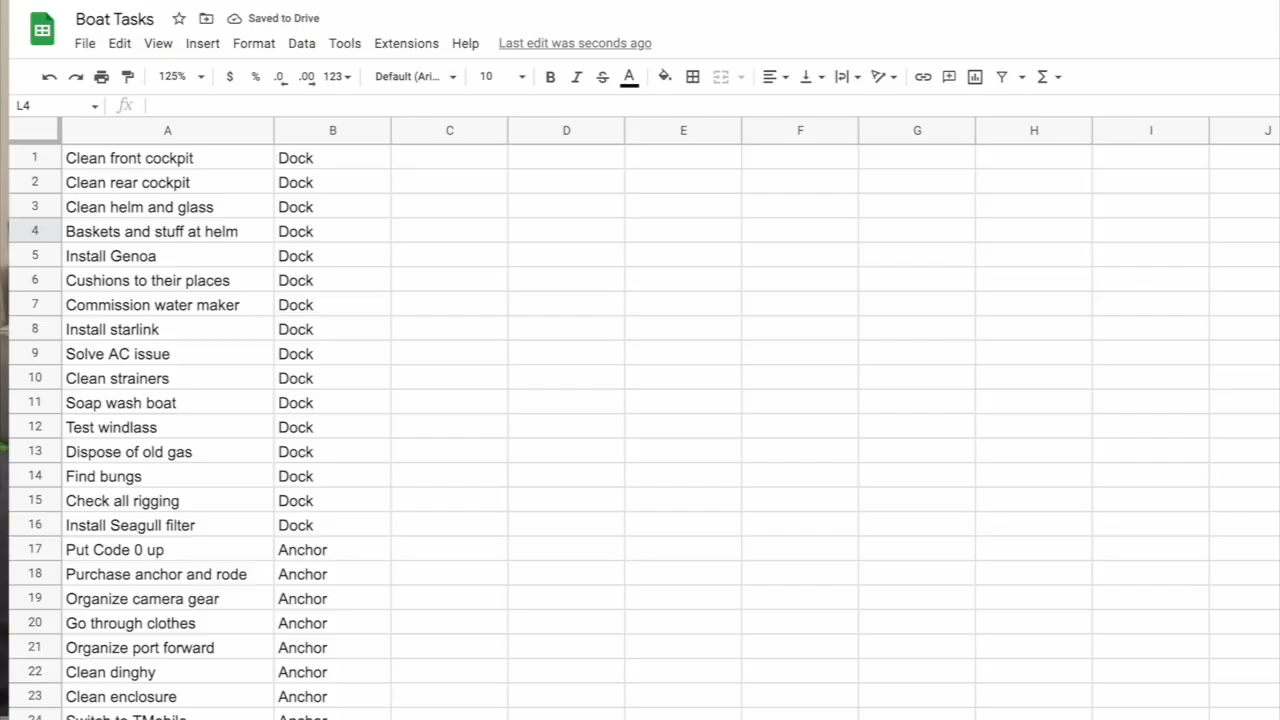 Boat Tasks Saved to Drive
File Edit View Insert Format Data Tools Extensions Help Last edit was seconds ago
125% $ % .0 .00 123 Default (Ari... 10 B I S A Σ
L4 fx
A B C D E F G H I J
1 Clean front cockpit Dock
2 Clean rear cockpit Dock
3 Clean helm and glass Dock
4 Baskets and stuff at helm Dock
5 Install Genoa Dock
6 Cushions to their places Dock
7 Commission water maker Dock
8 Install starlink Dock
9 Solve AC issue Dock
10 Clean strainers Dock
11 Soap wash boat Dock
12 Test windlass Dock
13 Dispose of old gas Dock
14 Find bungs Dock
15 Check all rigging Dock
16 Install Seagull filter Dock
17 Put Code 0 up Anchor
18 Purchase anchor and rode Anchor
19 Organize camera gear Anchor
20 Go through clothes Anchor
21 Organize port forward Anchor
22 Clean dinghy Anchor
23 Clean enclosure Anchor
24 Switch to TMobile Anchor